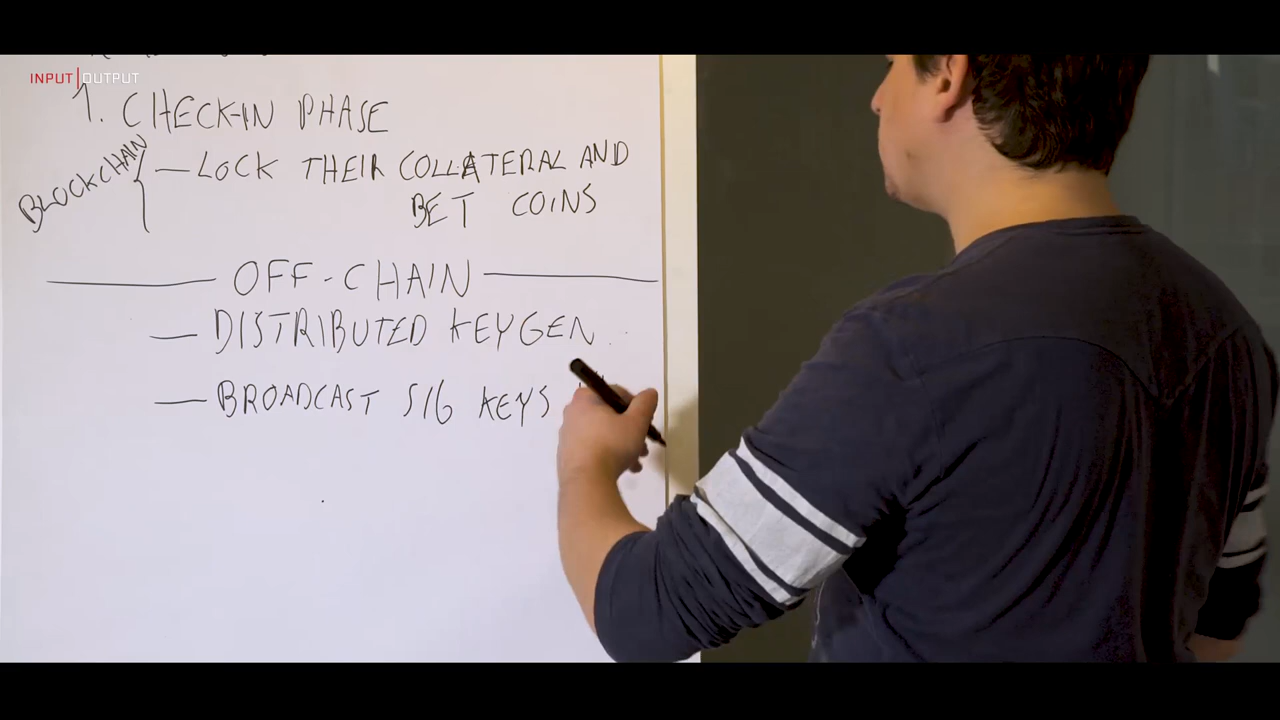 INPUT|OUTPUT
1. CHECK-IN PHASE
BLOCKCHAIN
— LOCK THEIR COLLATERAL AND
BET COINS
OFF-CHAIN
— DISTRIBUTED KEYGEN
— BROADCAST SIG KEYS